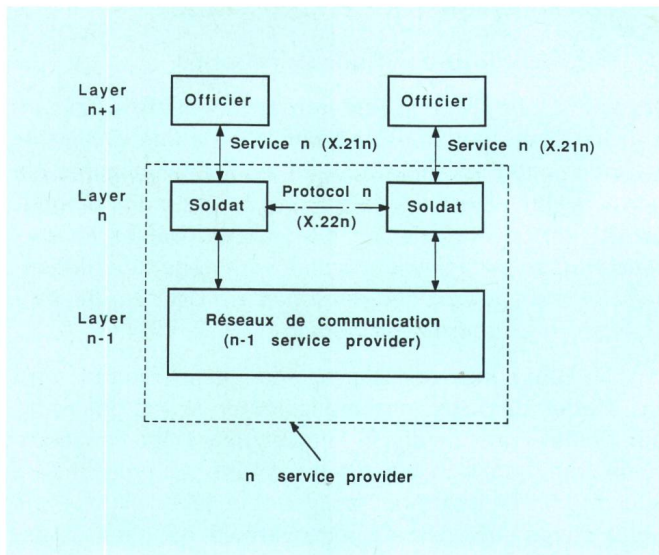 Layer
n+1
Officier
Officier
Service n (X.21n)
Service n (X.21n)
Layer
n
Soldat
Protocol n
(X.22n)
Soldat
Layer
n-1
Réseaux de communication
(n-1 service provider)
n service provider